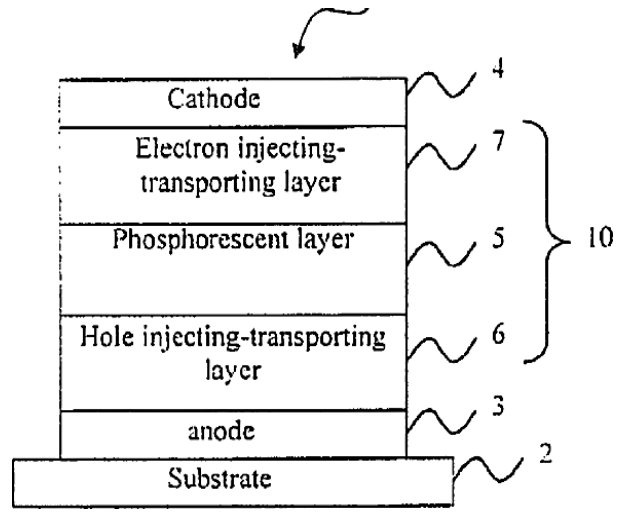 Cathode
4
Electron injecting-
transporting layer
7
Phosphorescent layer
5
10
Hole injecting-transporting
layer
6
anode
3
Substrate
2